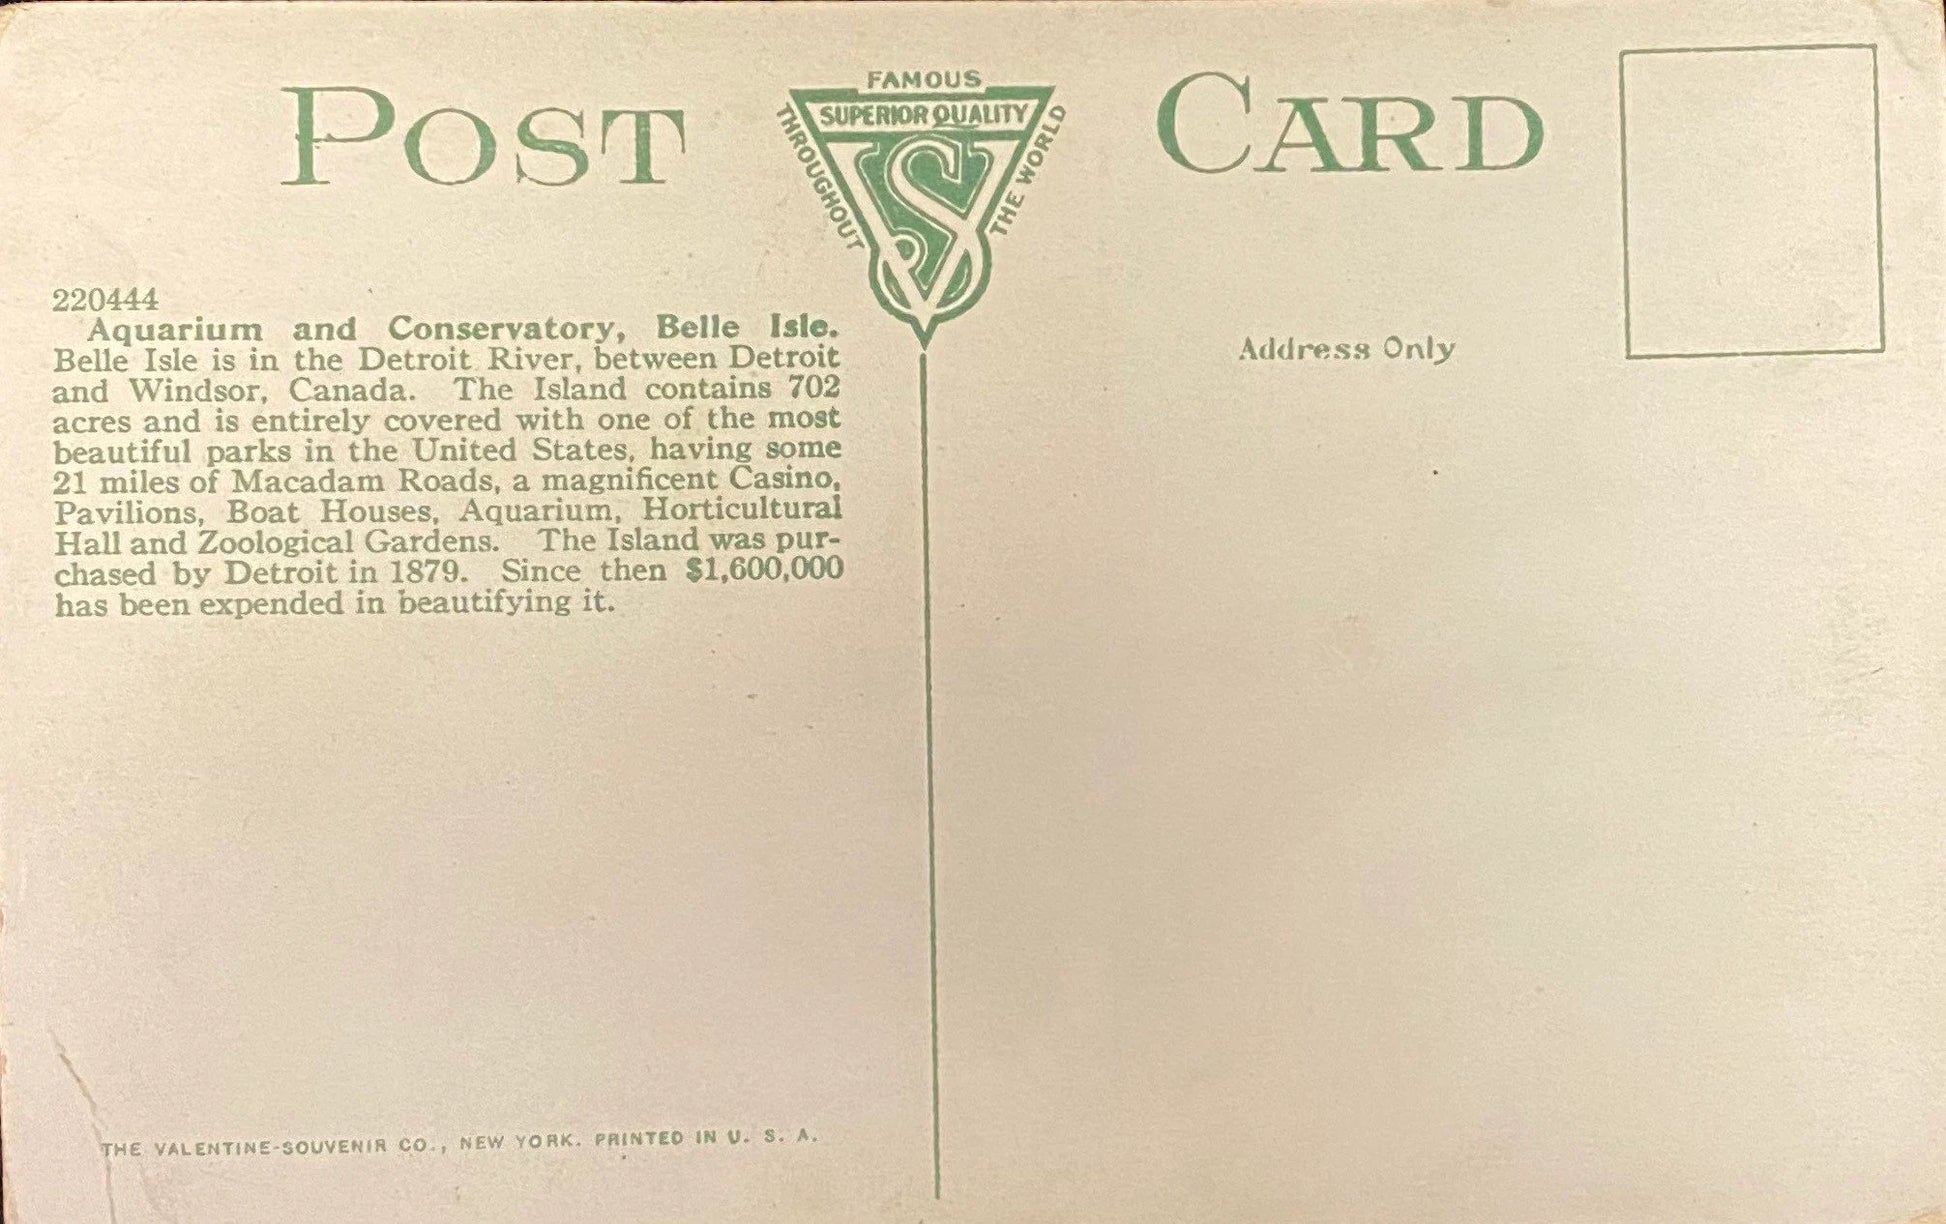 POST CARD
FAMOUS
SUPERIOR QUALITY
THROUGHOUT
THE WORLD
VS
220444
Aquarium and Conservatory, Belle Isle.
Belle Isle is in the Detroit River, between Detroit
and Windsor, Canada. The Island contains 702
acres and is entirely covered with one of the most
beautiful parks in the United States, having some
21 miles of Macadam Roads, a magnificent Casino,
Pavilions, Boat Houses, Aquarium, Horticultural
Hall and Zoological Gardens. The Island was pur-
chased by Detroit in 1879. Since then $1,600,000
has been expended in beautifying it.
Address Only
THE VALENTINE-SOUVENIR CO., NEW YORK. PRINTED IN U. S. A.